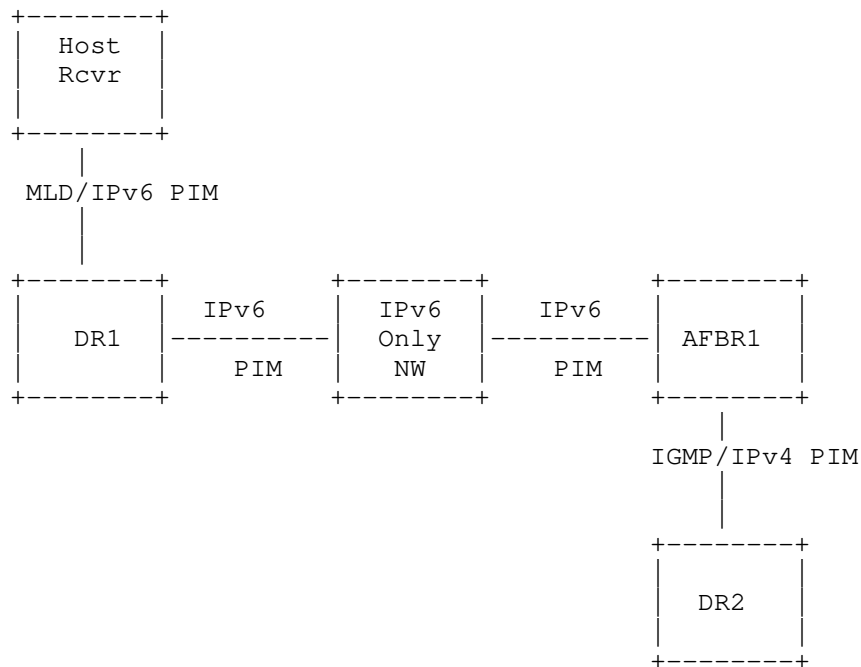 Host
Rcvr
MLD/IPv6 PIM
IPv6 IPv6 IPv6
DR1 Only AFBR1
PIM NW PIM
IGMP/IPv4 PIM
DR2